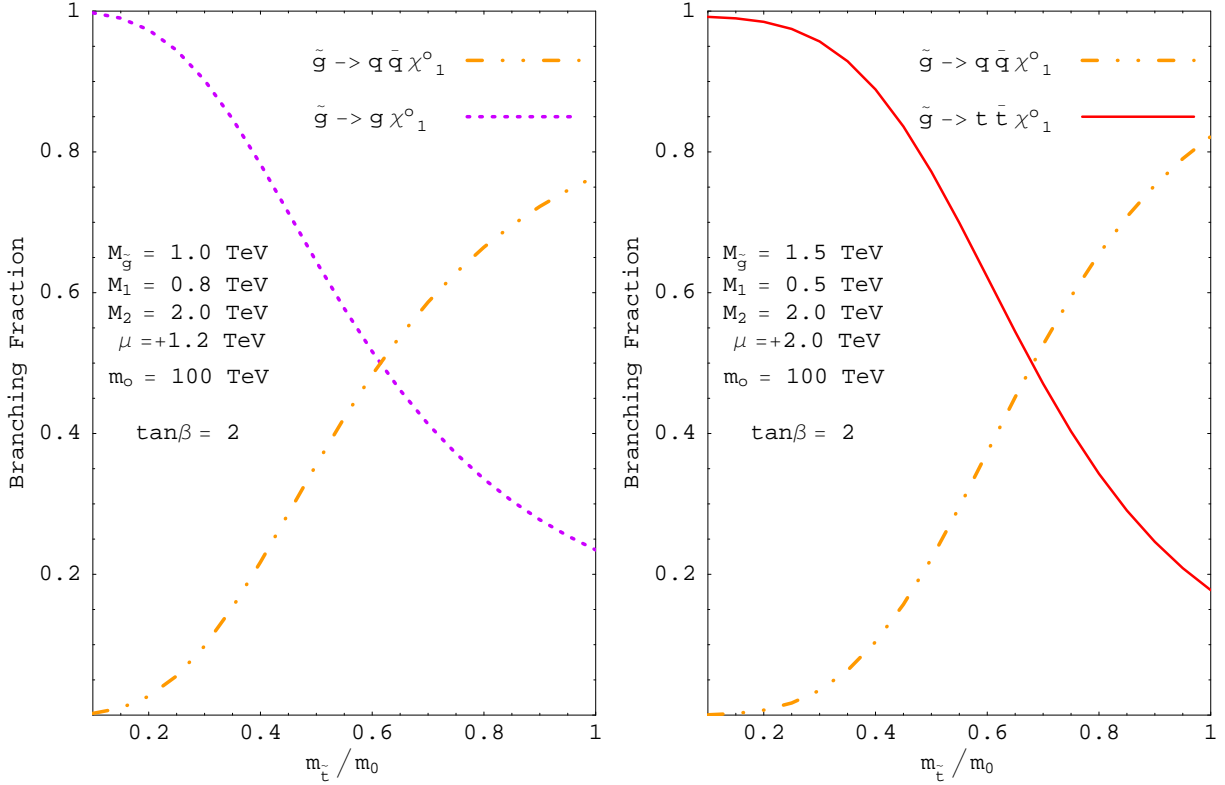 1
0.8
0.6
0.4
0.2
Branching Fraction
g̃ -> q q̄ χ°₁
g̃ -> g χ°₁
M_g̃ = 1.0 TeV
M₁ = 0.8 TeV
M₂ = 2.0 TeV
μ =+1.2 TeV
m₀ = 100 TeV
tanβ = 2
0.2 0.4 0.6 0.8 1
m_t̃ / m₀
1
0.8
0.6
0.4
0.2
Branching Fraction
g̃ -> q q̄ χ°₁
g̃ -> t t̄ χ°₁
M_g̃ = 1.5 TeV
M₁ = 0.5 TeV
M₂ = 2.0 TeV
μ =+2.0 TeV
m₀ = 100 TeV
tanβ = 2
0.2 0.4 0.6 0.8 1
m_t̃ / m₀